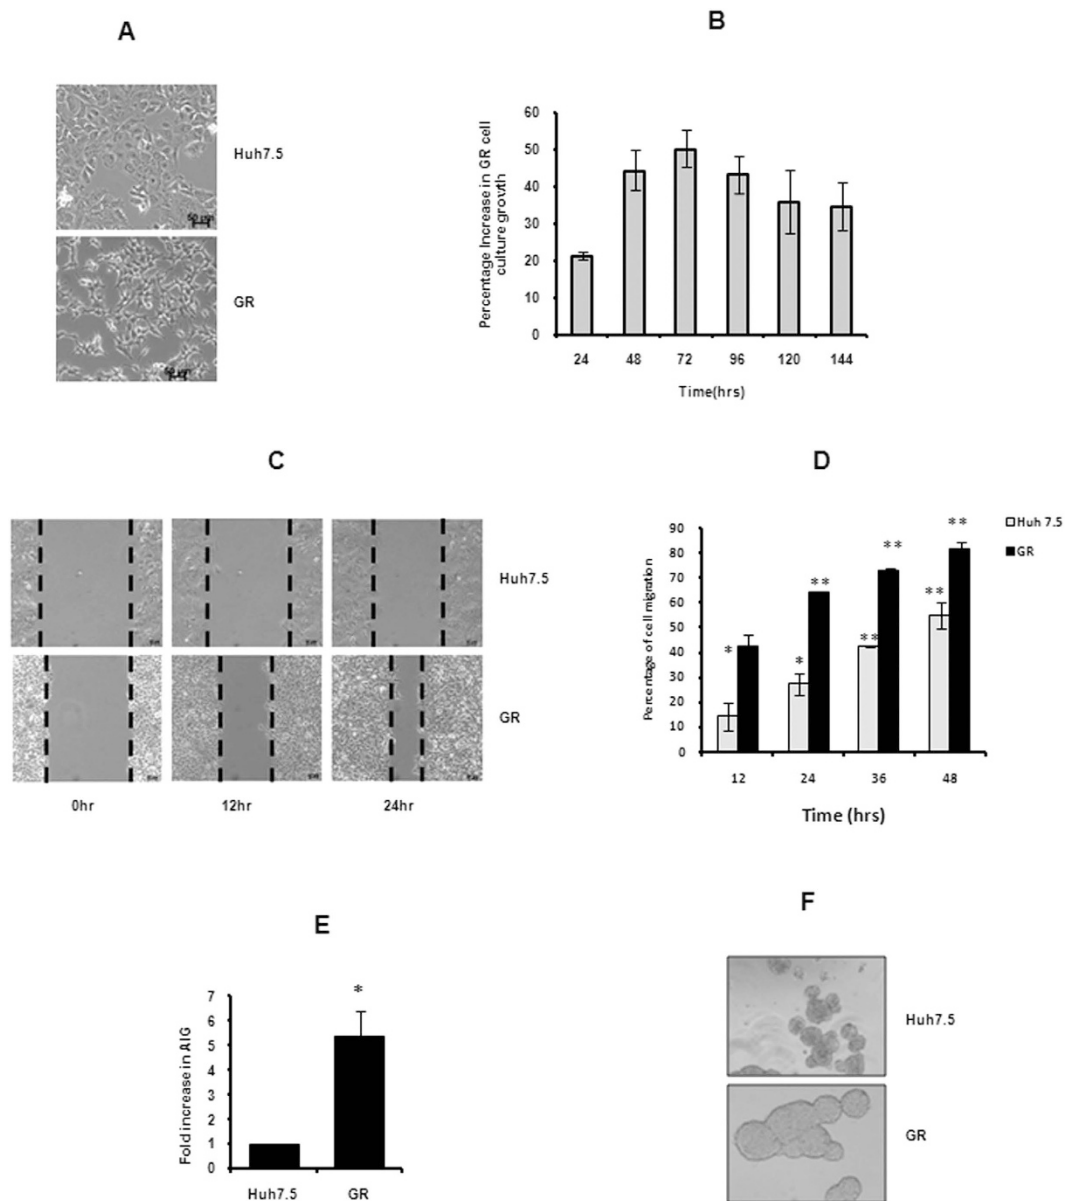 A
Huh7.5
50 µm
GR
B
60
50
40
30
20
10
0
Percentage Increase in GR cell
culture growth
24 48 72 96 120 144
Time(hrs)
C
Huh7.5
GR
0hr 12hr 24hr
D
Huh 7.5
GR
90
80
70
60
50
40
30
20
10
0
Percentage of cell migration
* * ** ** ** ** 
12 24 36 48
Time (hrs)
E
7
6
5
4
3
2
1
0
Fold increase in AIG
*
Huh7.5 GR
F
Huh7.5
GR